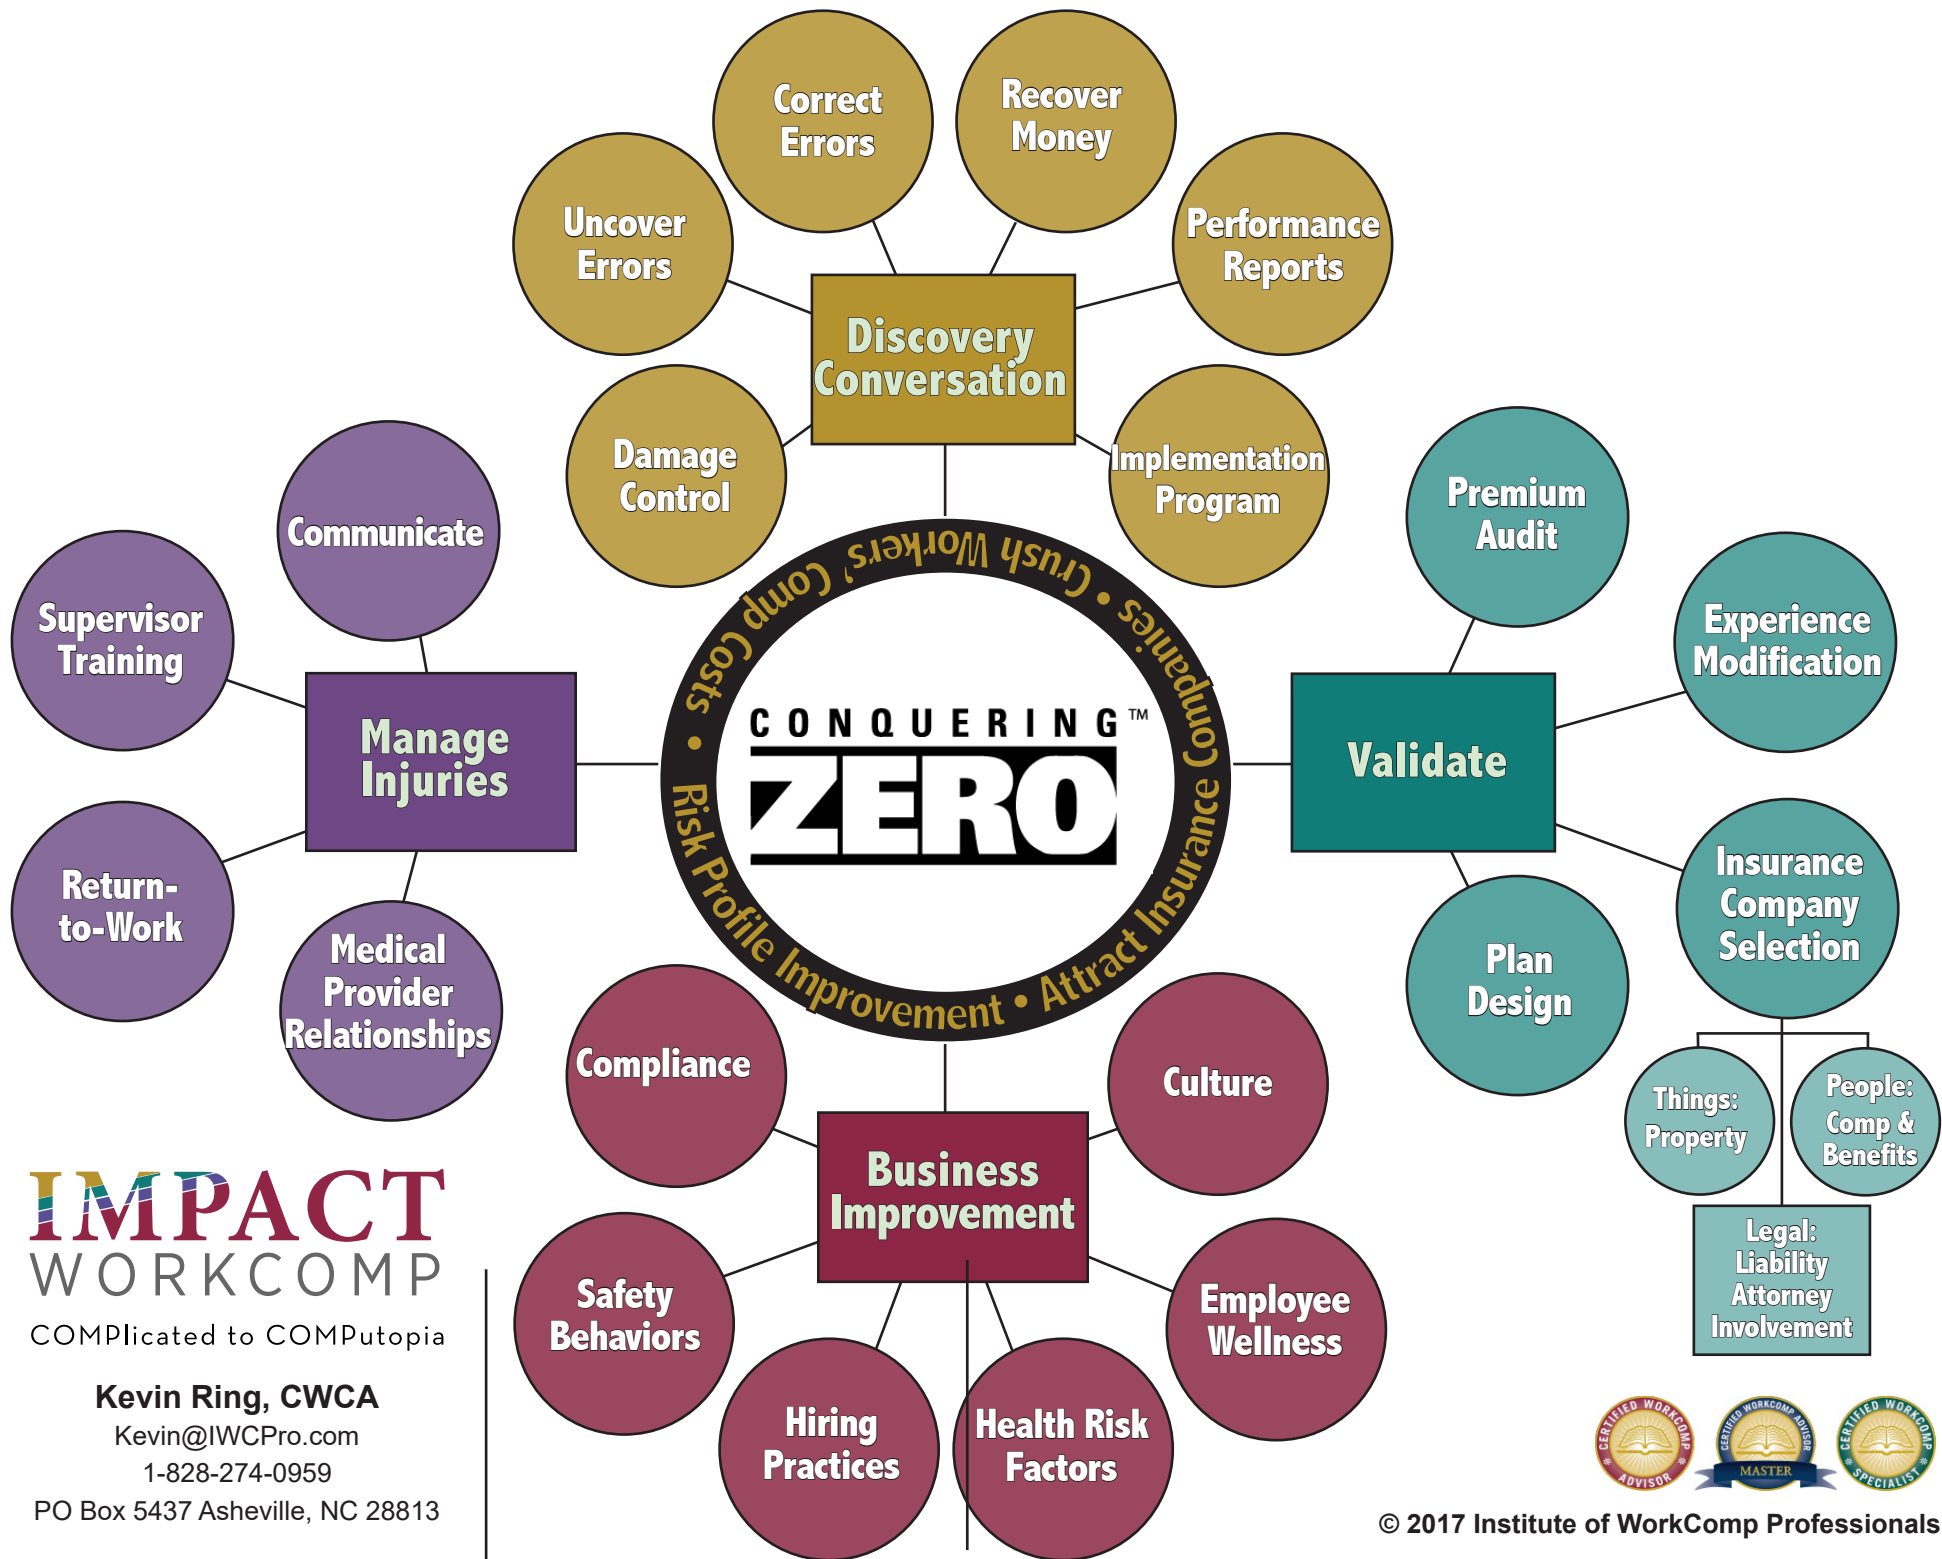 Correct
Errors
Recover
Money
Uncover
Errors
Performance
Reports
Discovery
Conversation
Damage
Control
Implementation
Program
Communicate
Supervisor
Training
Manage
Injuries
Return-
to-Work
Medical
Provider
Relationships
Crush Workers' Comp Costs • Risk Profile Improvement • Attract Insurance Companies •
CONQUERING™
ZERO
Premium
Audit
Experience
Modification
Validate
Insurance
Company
Selection
Plan
Design
Things:
Property
People:
Comp &
Benefits
Legal:
Liability
Attorney
Involvement
Compliance
Culture
Business
Improvement
Safety
Behaviors
Employee
Wellness
Hiring
Practices
Health Risk
Factors
IMPACT
WORKCOMP
COMPlicated to COMPutopia
Kevin Ring, CWCA
Kevin@IWCPro.com
1-828-274-0959
PO Box 5437 Asheville, NC 28813
CERTIFIED WORKCOMP
ADVISOR
CERTIFIED WORKCOMP ADVISOR
MASTER
CERTIFIED WORKCOMP
SPECIALIST
© 2017 Institute of WorkComp Professionals